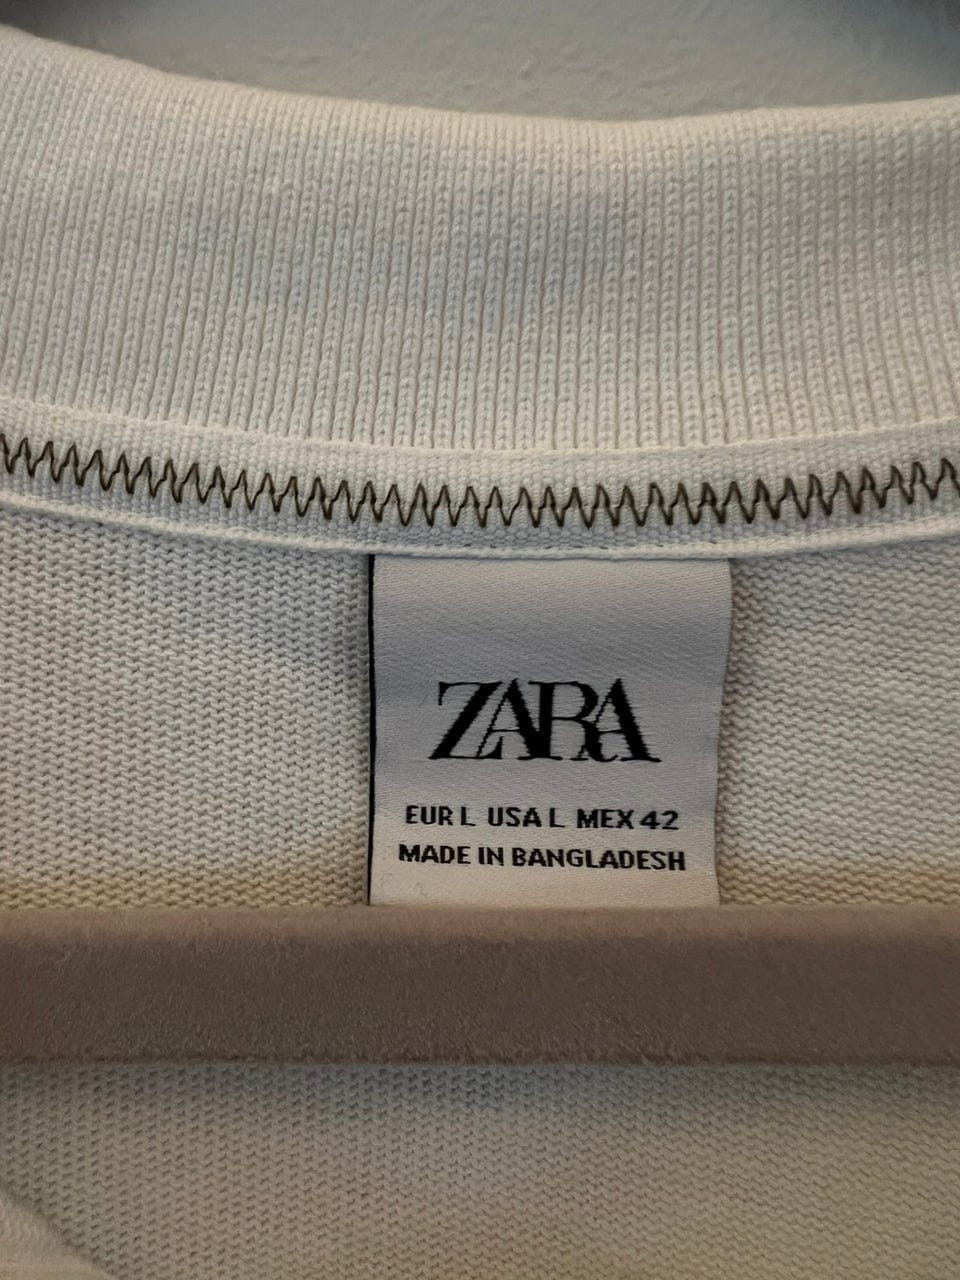 ZARA
EUR L USA L MEX 42
MADE IN BANGLADESH